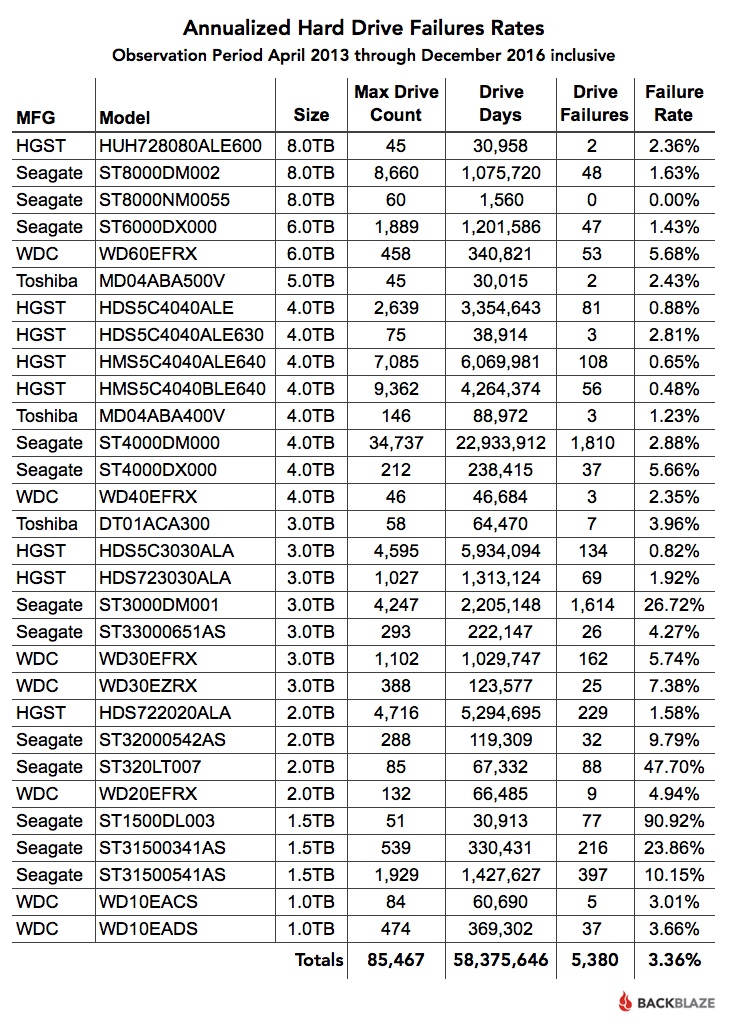 Annualized Hard Drive Failures Rates
Observation Period April 2013 through December 2016 inclusive
MFG Model Size Max Drive Count Drive Days Drive Failures Failure Rate
HGST HUH728080ALE600 8.0TB 45 30,958 2 2.36%
Seagate ST8000DM002 8.0TB 8,660 1,075,720 48 1.63%
Seagate ST8000NM0055 8.0TB 60 1,560 0 0.00%
Seagate ST6000DX000 6.0TB 1,889 1,201,586 47 1.43%
WDC WD60EFRX 6.0TB 458 340,821 53 5.68%
Toshiba MD04ABA500V 5.0TB 45 30,015 2 2.43%
HGST HDS5C4040ALE 4.0TB 2,639 3,354,643 81 0.88%
HGST HDS5C4040ALE630 4.0TB 75 38,914 3 2.81%
HGST HMS5C4040ALE640 4.0TB 7,085 6,069,981 108 0.65%
HGST HMS5C4040BLE640 4.0TB 9,362 4,264,374 56 0.48%
Toshiba MD04ABA400V 4.0TB 146 88,972 3 1.23%
Seagate ST4000DM000 4.0TB 34,737 22,933,912 1,810 2.88%
Seagate ST4000DX000 4.0TB 212 238,415 37 5.66%
WDC WD40EFRX 4.0TB 46 46,684 3 2.35%
Toshiba DT01ACA300 3.0TB 58 64,470 7 3.96%
HGST HDS5C3030ALA 3.0TB 4,595 5,934,094 134 0.82%
HGST HDS723030ALA 3.0TB 1,027 1,313,124 69 1.92%
Seagate ST3000DM001 3.0TB 4,247 2,205,148 1,614 26.72%
Seagate ST33000651AS 3.0TB 293 222,147 26 4.27%
WDC WD30EFRX 3.0TB 1,102 1,029,747 162 5.74%
WDC WD30EZRX 3.0TB 388 123,577 25 7.38%
HGST HDS722020ALA 2.0TB 4,716 5,294,695 229 1.58%
Seagate ST32000542AS 2.0TB 288 119,309 32 9.79%
Seagate ST320LT007 2.0TB 85 67,332 88 47.70%
WDC WD20EFRX 2.0TB 132 66,485 9 4.94%
Seagate ST1500DL003 1.5TB 51 30,913 77 90.92%
Seagate ST31500341AS 1.5TB 539 330,431 216 23.86%
Seagate ST31500541AS 1.5TB 1,929 1,427,627 397 10.15%
WDC WD10EACS 1.0TB 84 60,690 5 3.01%
WDC WD10EADS 1.0TB 474 369,302 37 3.66%
Totals 85,467 58,375,646 5,380 3.36%
BACKBLAZE